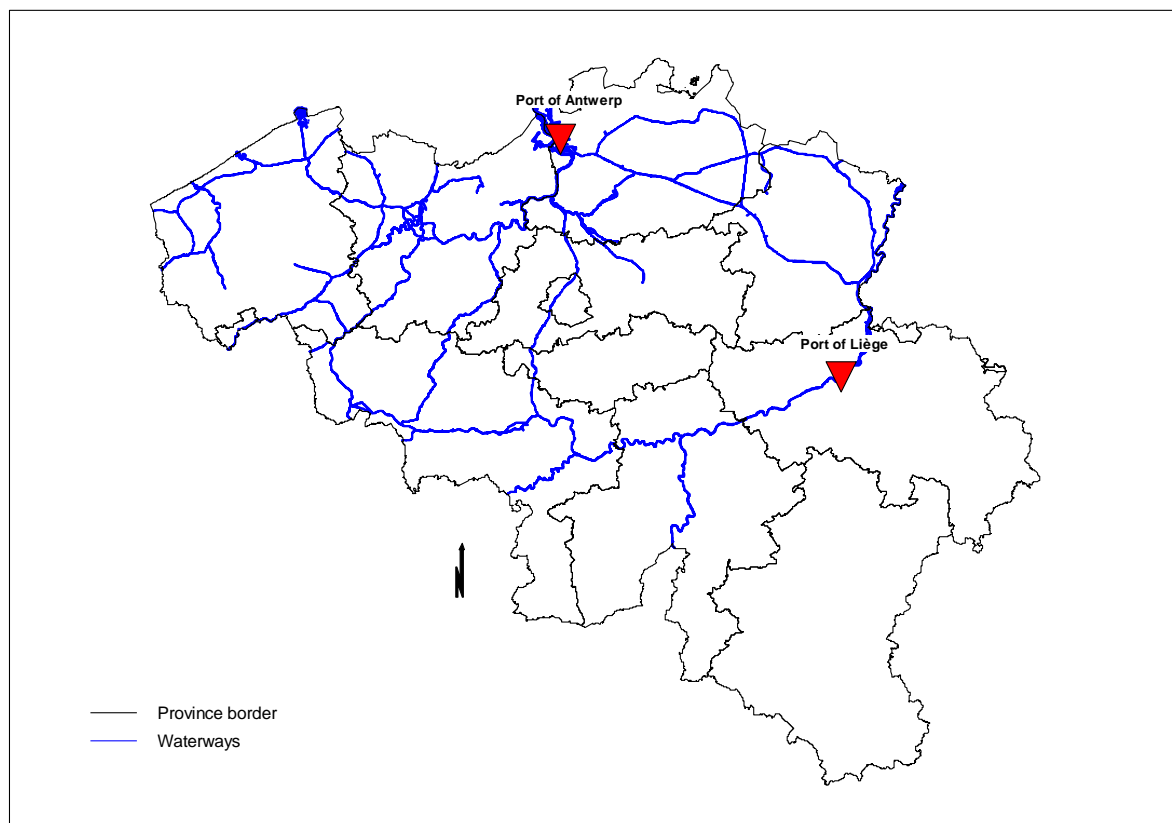 Port of Antwerp
Port of Liège
N
Province border
Waterways